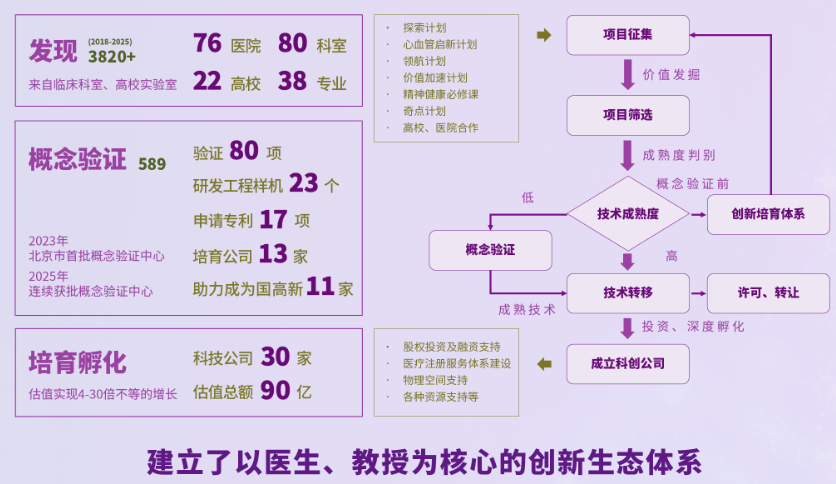 发现 (2018-2025) 3820+
来自临床科室、高校实验室
76 医院 80 科室
22 高校 38 专业
概念验证 589
2023年
北京市首批概念验证中心
2025年
连续获批概念验证中心
验证 80 项
研发工程样机 23 个
申请专利 17 项
培育公司 13 家
助力成为国高新 11 家
培育孵化
估值实现4-30倍不等的增长
科技公司 30 家
估值总额 90 亿
· 探索计划
· 心血管启新计划
· 领航计划
· 价值加速计划
· 精神健康必修课
· 奇点计划
· 高校、医院合作
项目征集
价值发掘
项目筛选
成熟度判别
概念验证前
低
技术成熟度
创新培育体系
概念验证
高
技术转移
许可、转让
成熟技术
投资、深度孵化
成立科创公司
· 股权投资及融资支持
· 医疗注册服务体系建设
· 物理空间支持
· 各种资源支持等
建立了以医生、教授为核心的创新生态体系